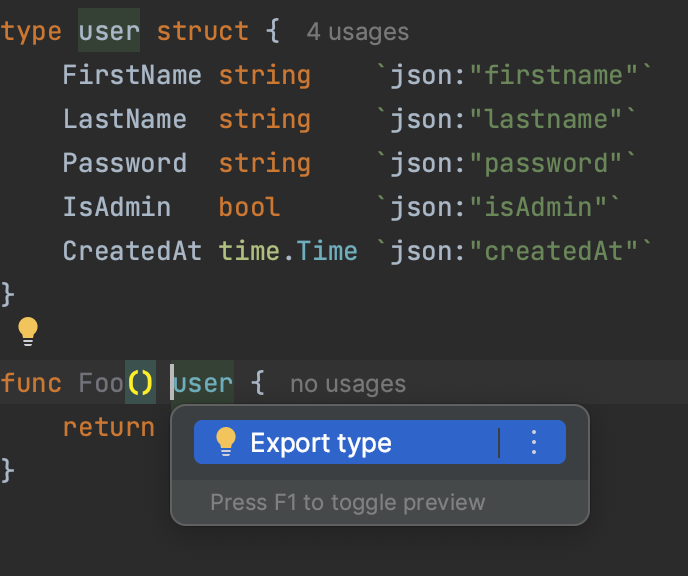 type user struct { 4 usages
FirstName string `json:"firstname"`
LastName string `json:"lastname"`
Password string `json:"password"`
IsAdmin bool `json:"isAdmin"`
CreatedAt time.Time `json:"createdAt"`
}
func Foo() user { no usages
return
}
Export type
Press F1 to toggle preview